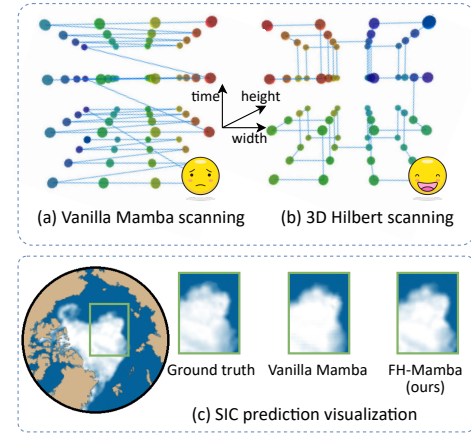 time
height
width
(a) Vanilla Mamba scanning
(b) 3D Hilbert scanning
Ground truth
Vanilla Mamba
FH-Mamba
(ours)
(c) SIC prediction visualization